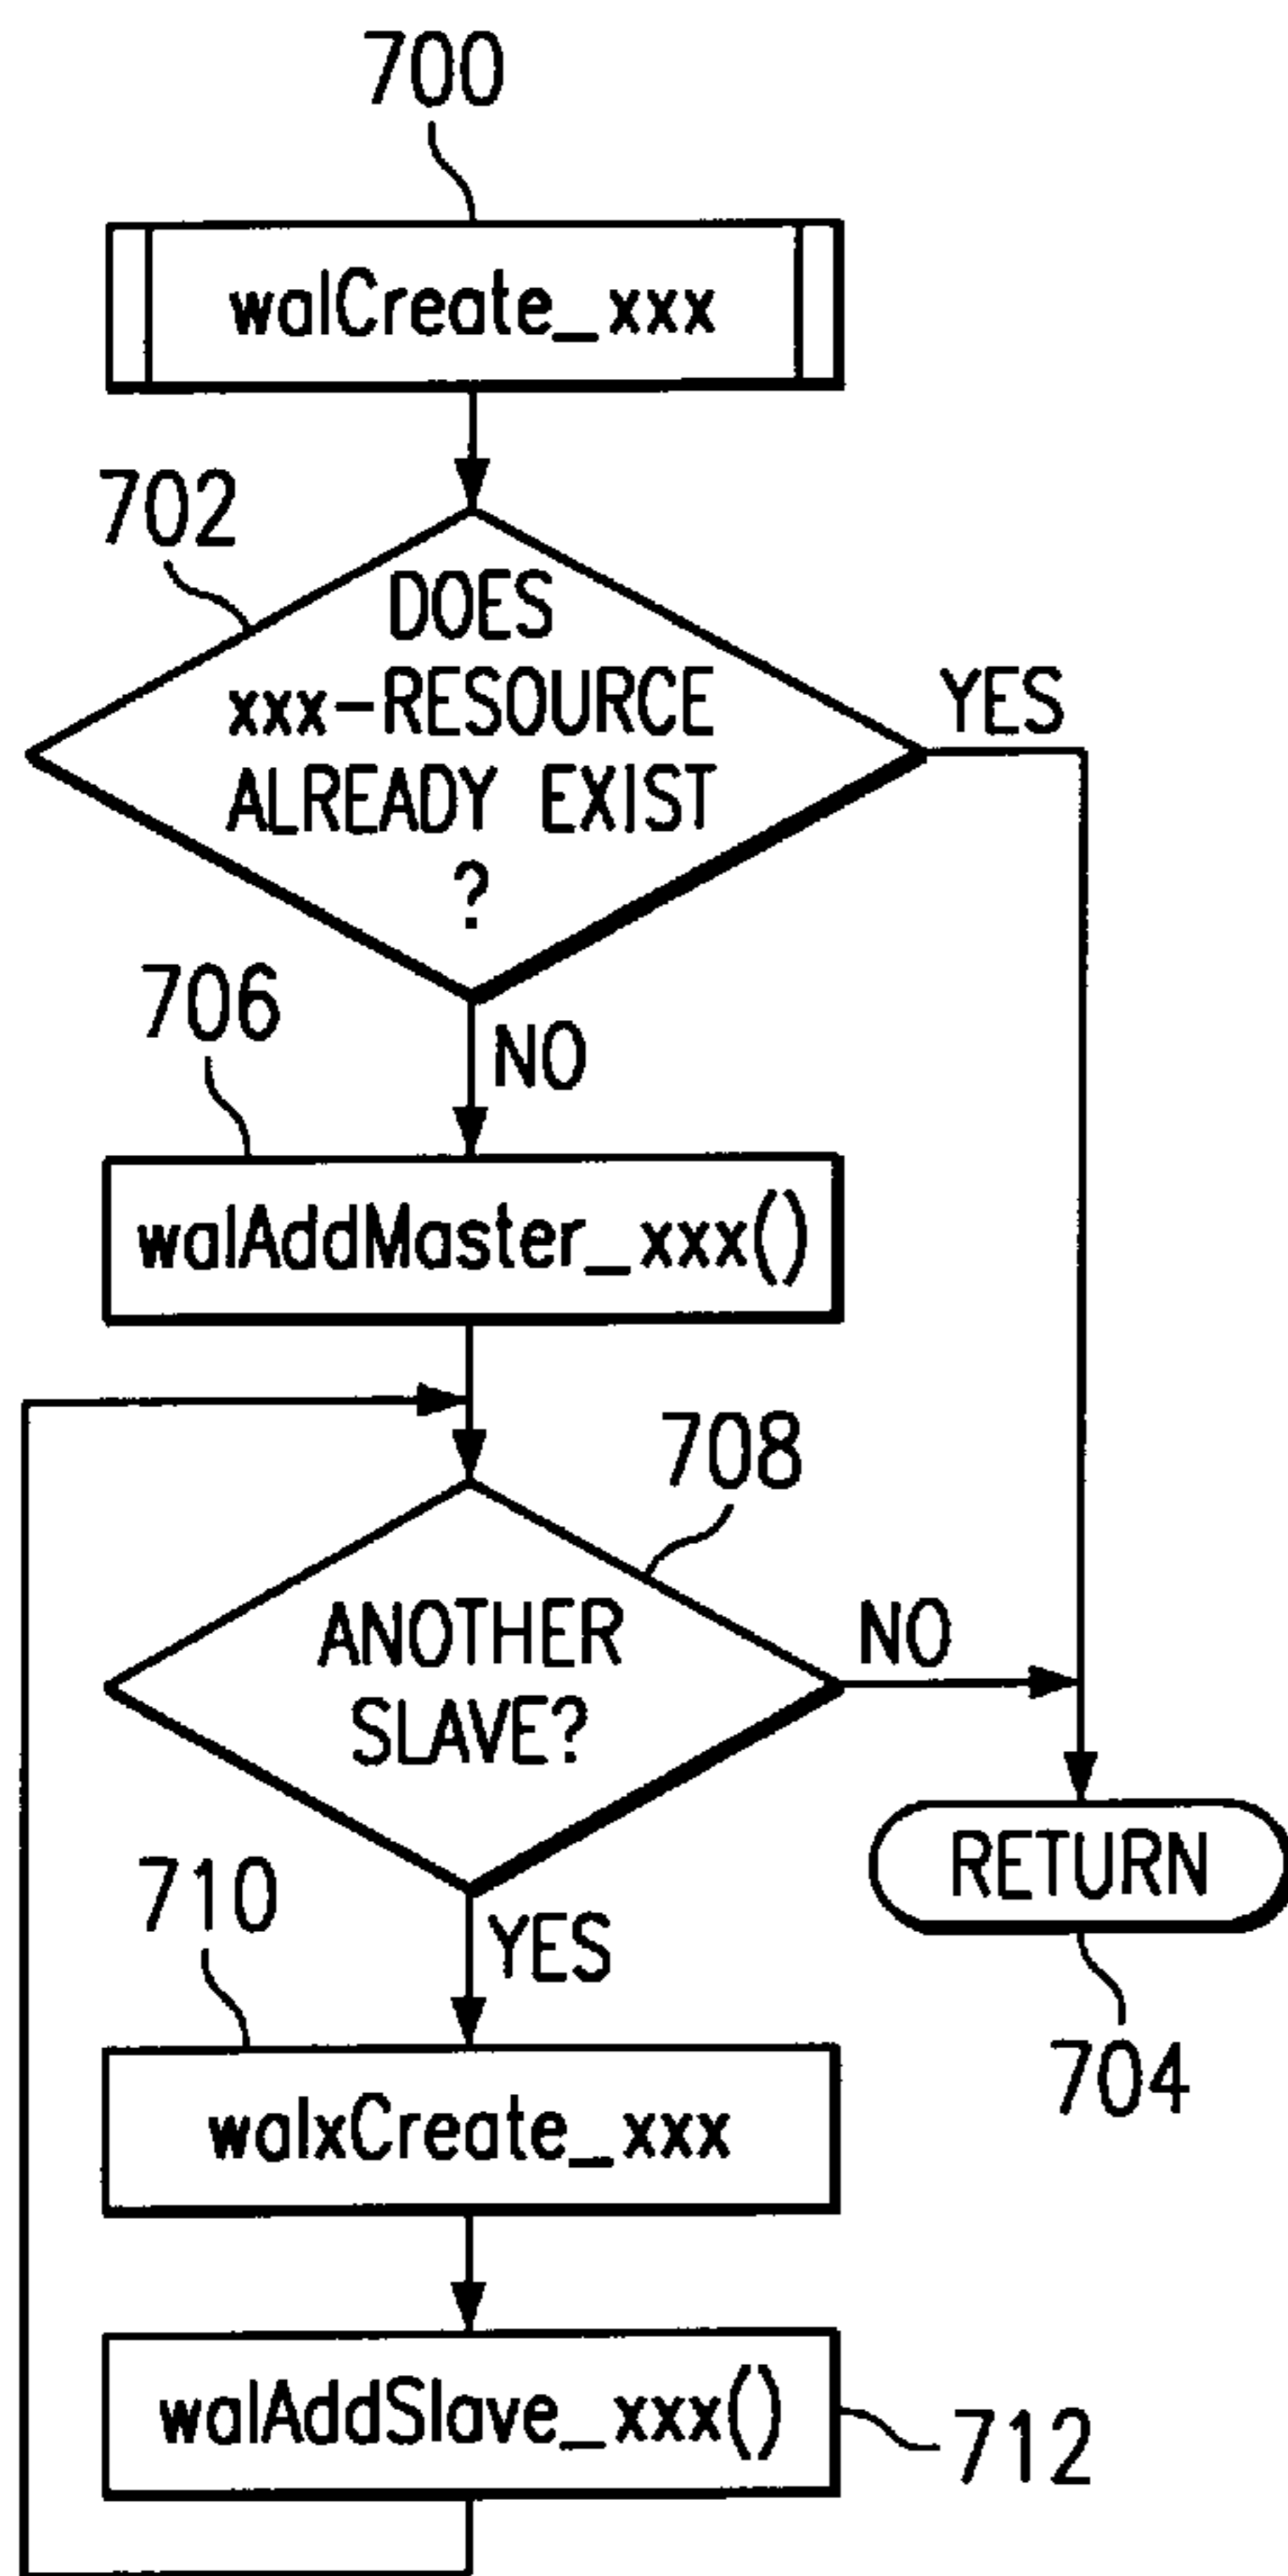 700
walCreate_xxx
702
DOES
xxx-RESOURCE
ALREADY EXIST
?
YES
706
NO
walAddMaster_xxx()
708
ANOTHER
SLAVE?
NO
RETURN
704
710
YES
walxCreate_xxx
walAddSlave_xxx()
712